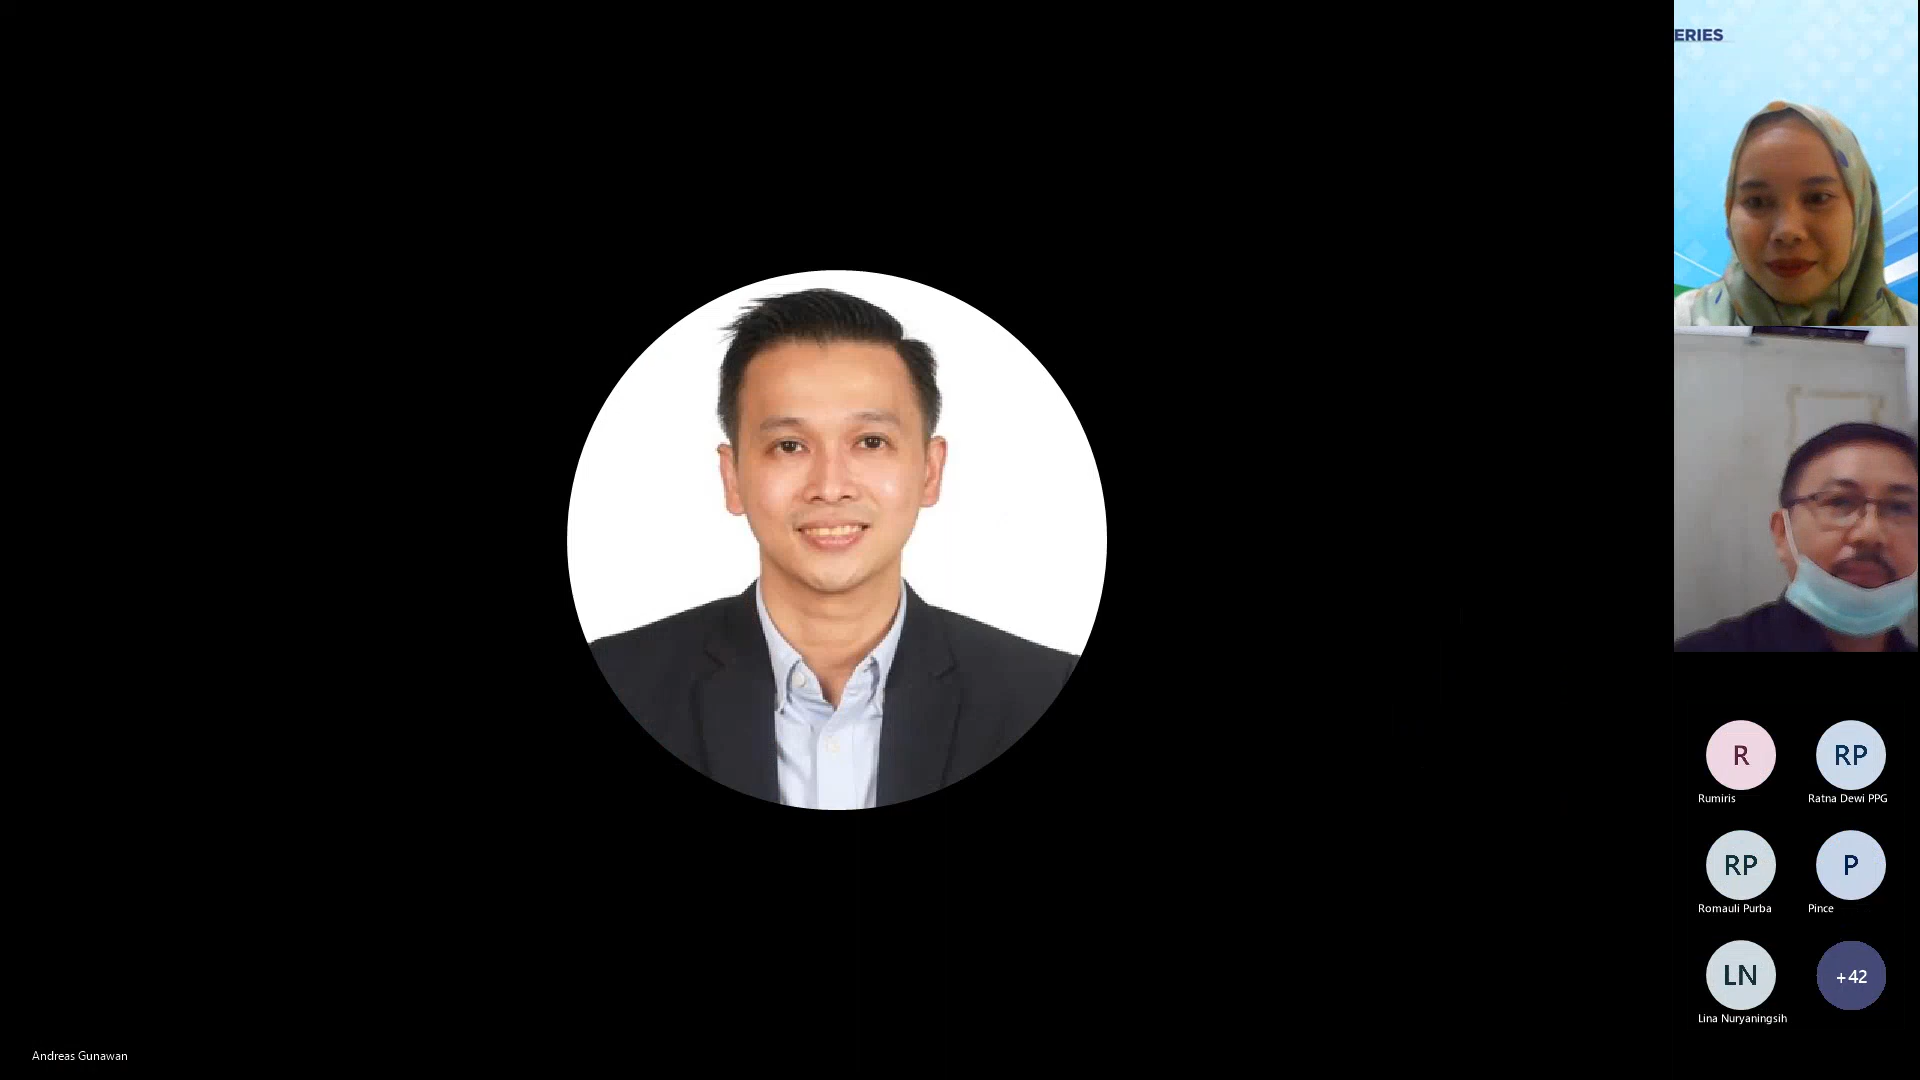 ERIES
R
RP
Rumiris
Ratna Dewi PPG
RP
P
Romauli Purba
Pince
LN
+42
Lina Nuryaningsih
Andreas Gunawan